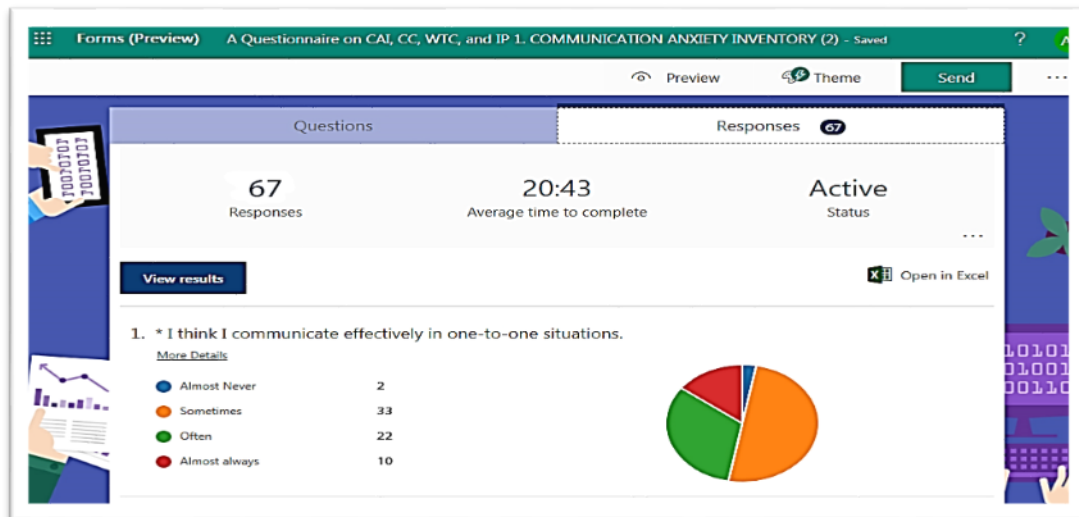 Forms (Preview) A Questionnaire on CAI, CC, WTC, and IP 1. COMMUNICATION ANXIETY INVENTORY (2) - Saved ?
Preview Theme Send ...
Questions Responses 67
67 20:43 Active
Responses Average time to complete Status
...
View results Open in Excel
1. * I think I communicate effectively in one-to-one situations.
More Details
Almost Never 2
Sometimes 33
Often 22
Almost always 10